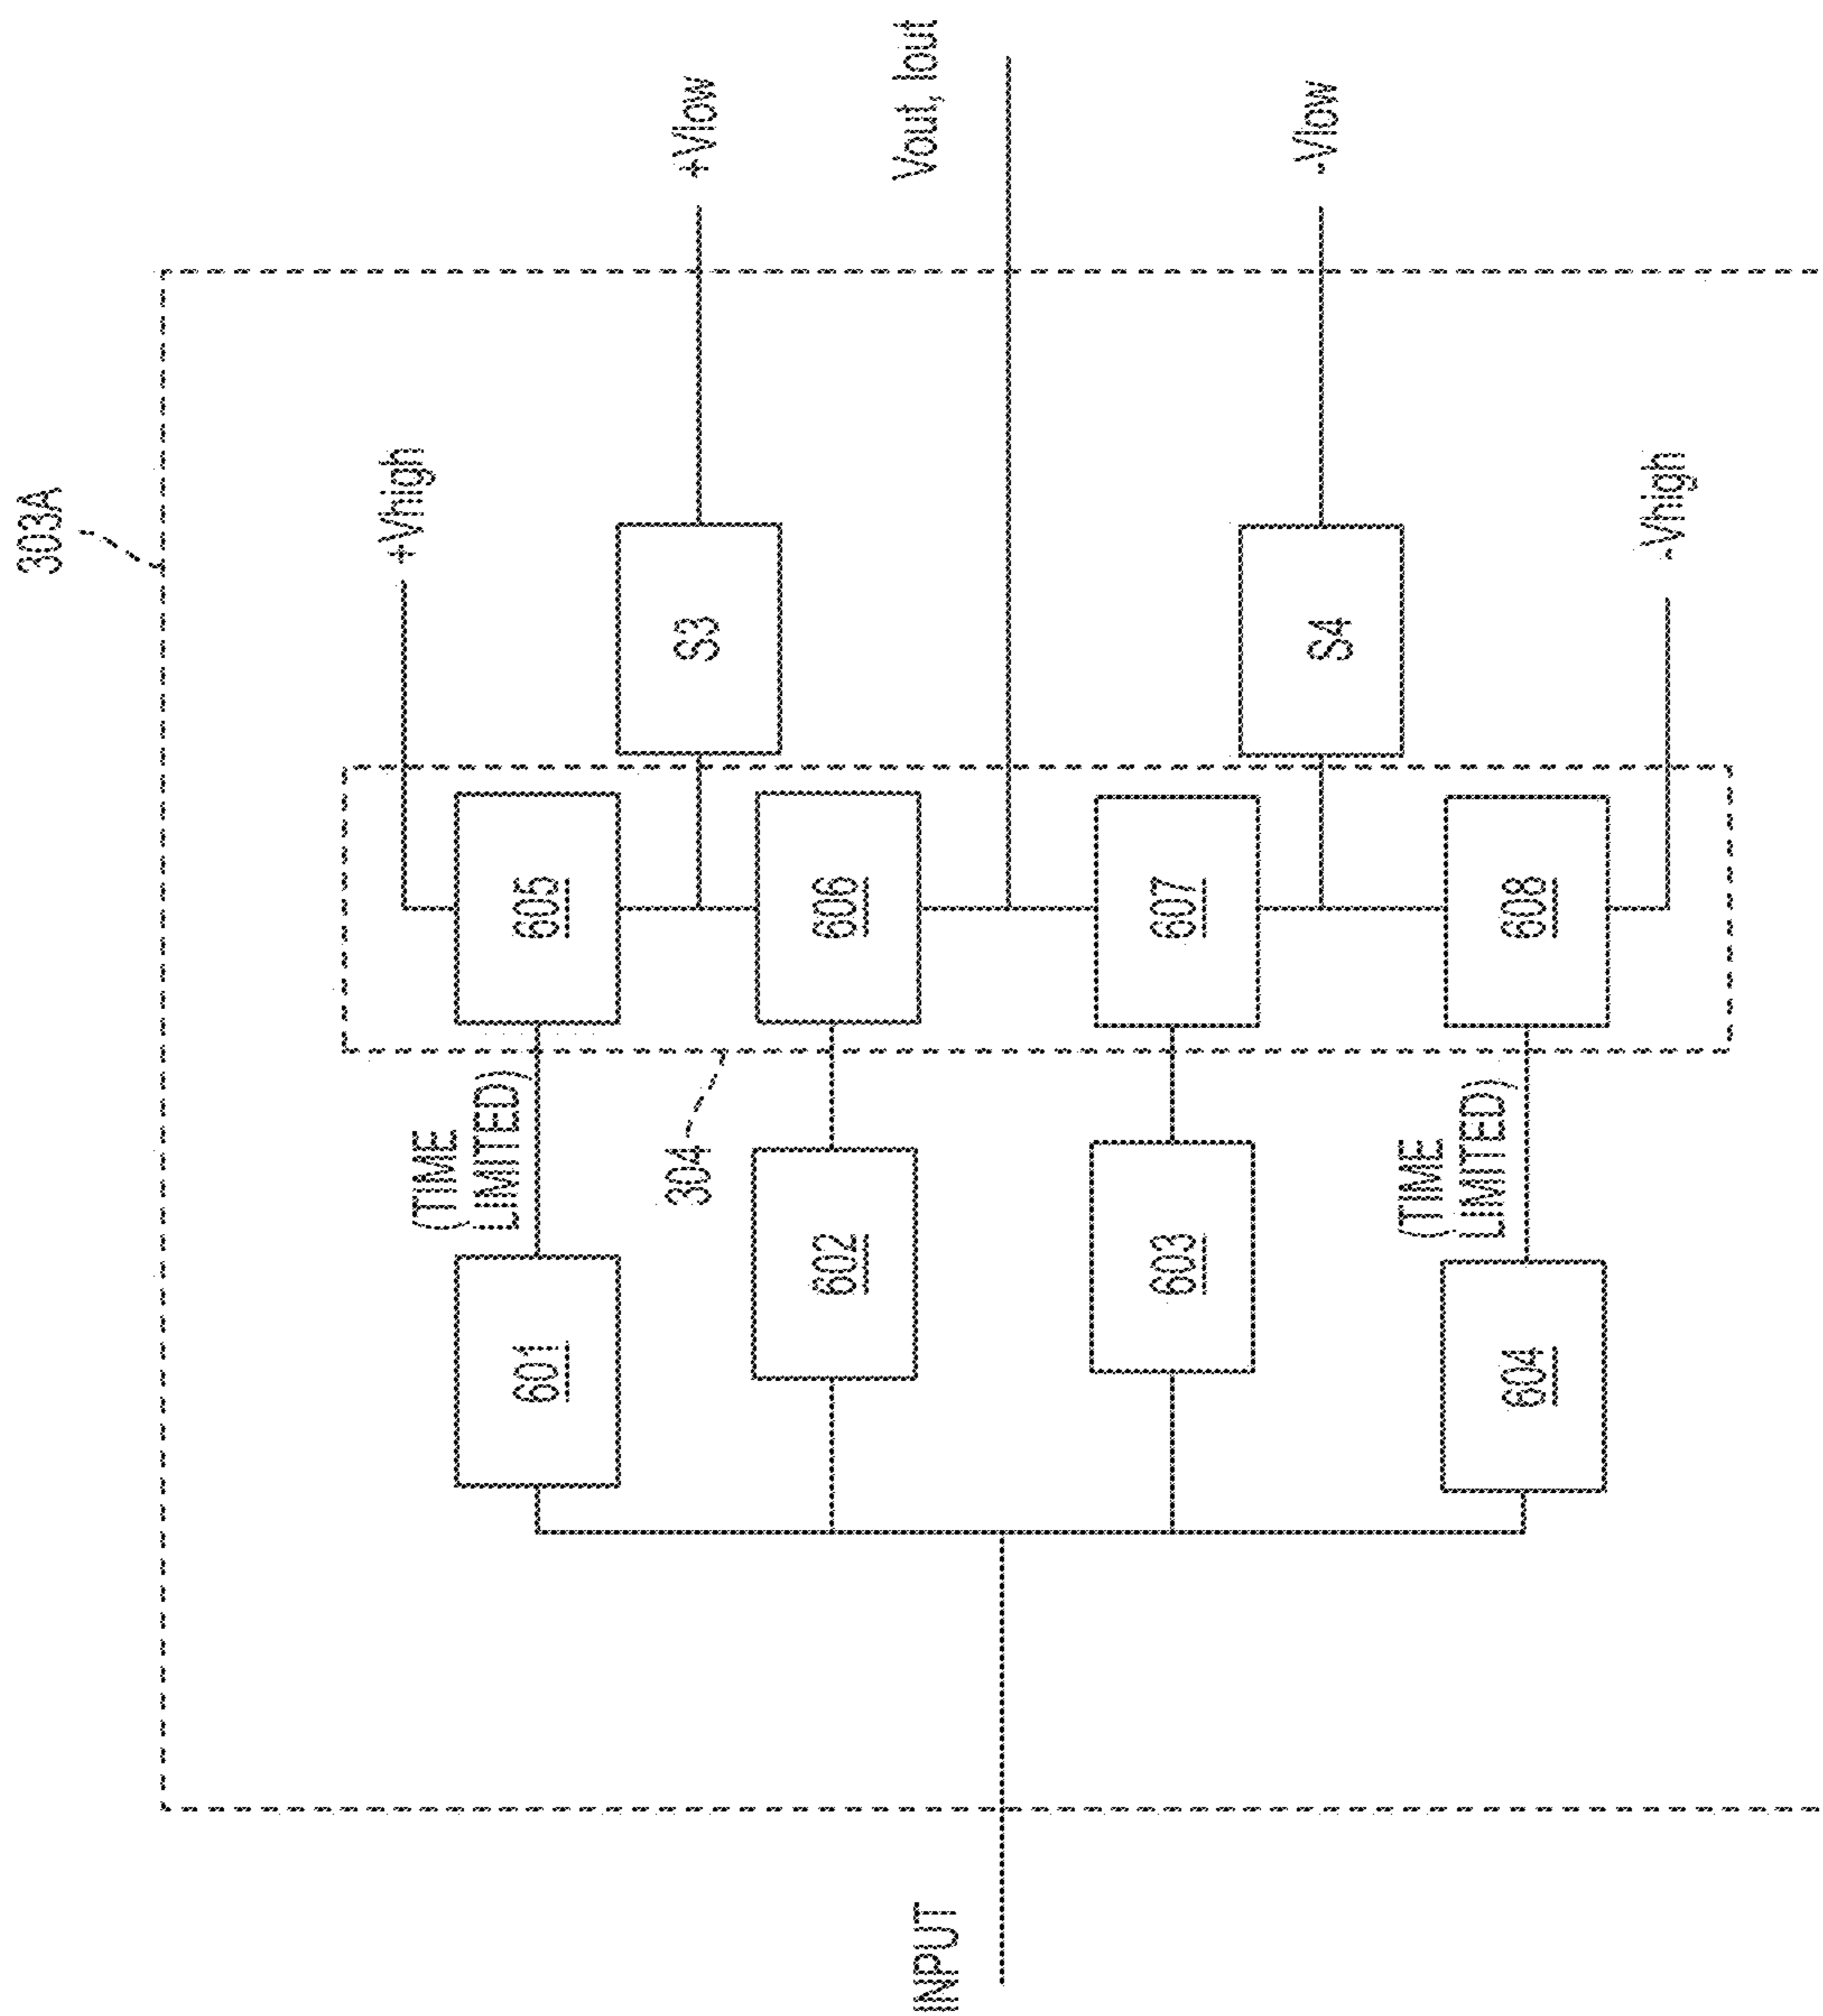 303A
+Vhigh
+Vlow
Vout, Iout
-Vlow
-Vhigh
S3
S4
605
606
607
608
(TIME
LIMITED)
304
(TIME
LIMITED)
601
602
603
604
INPUT